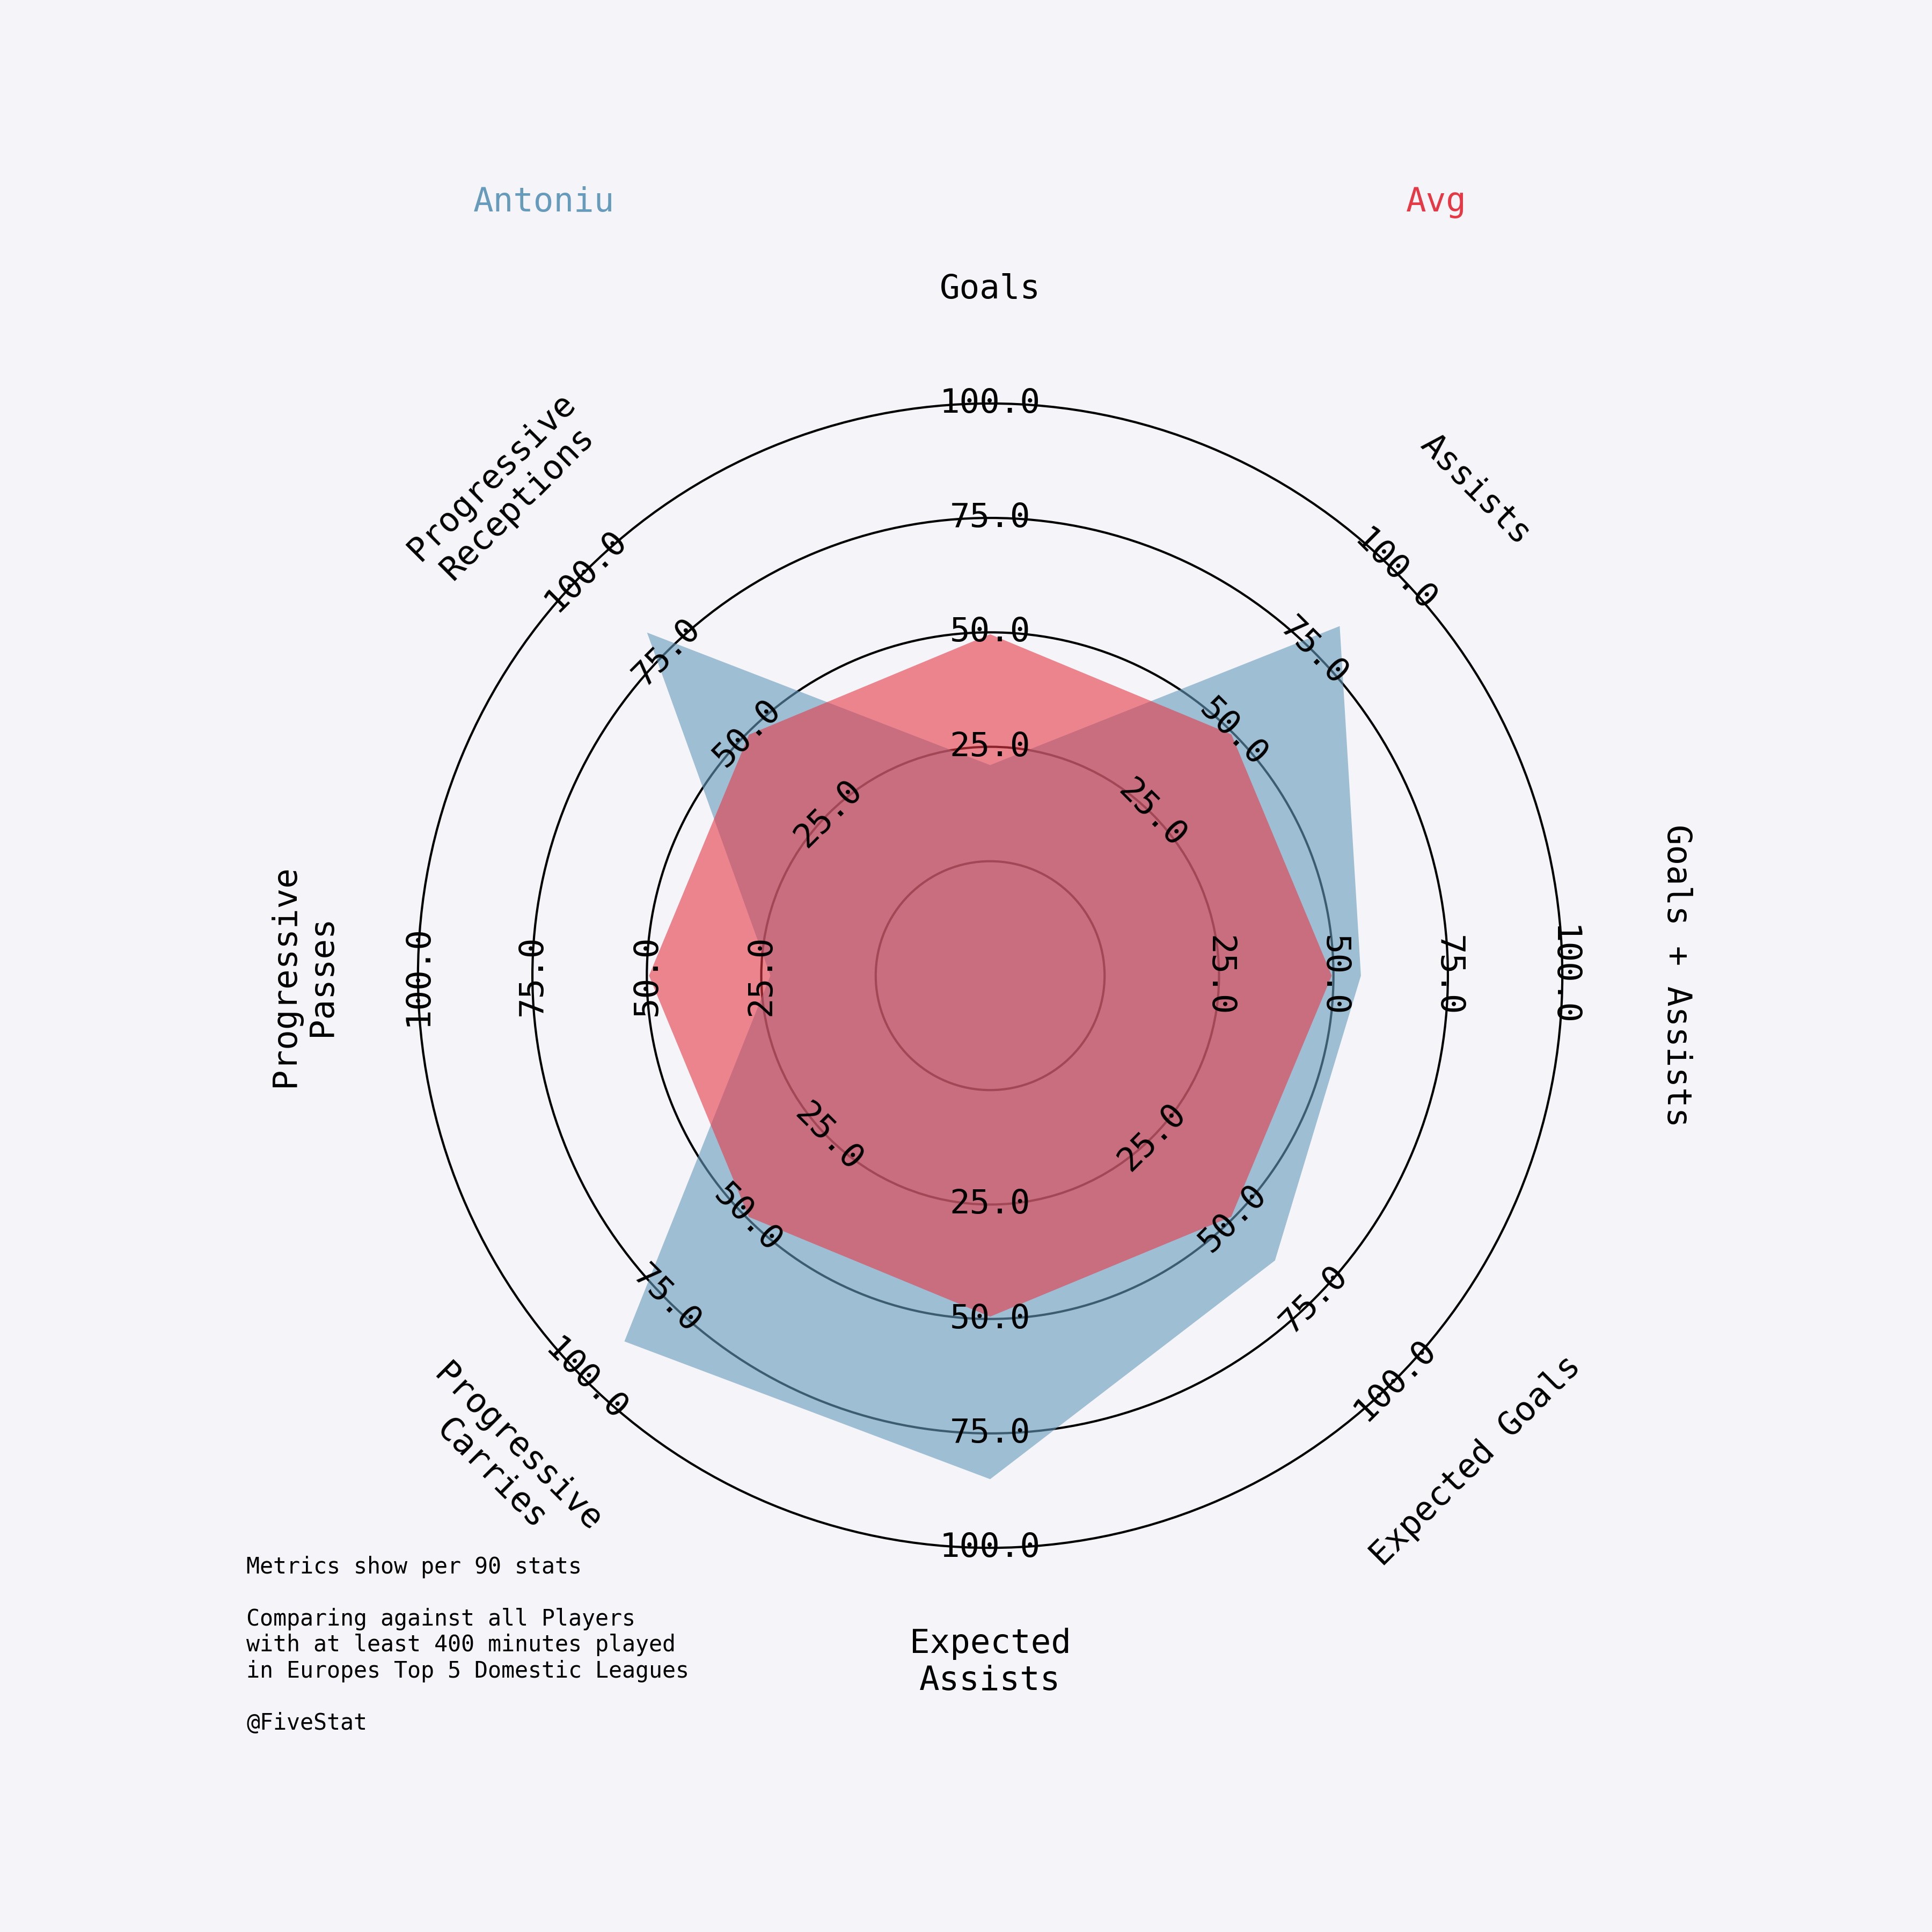 Antoniu
Avg
Goals
Assists
Goals + Assists
Expected Goals
Expected
Assists
Progressive
Carries
Progressive
Passes
Progressive
Receptions
25.0
50.0
75.0
100.0
25.0
50.0
75.0
100.0
25.0
50.0
75.0
100.0
25.0
50.0
75.0
100.0
25.0
50.0
75.0
100.0
25.0
50.0
75.0
100.0
25.0
50.0
75.0
100.0
25.0
50.0
75.0
100.0
Metrics show per 90 stats
Comparing against all Players
with at least 400 minutes played
in Europes Top 5 Domestic Leagues
@FiveStat